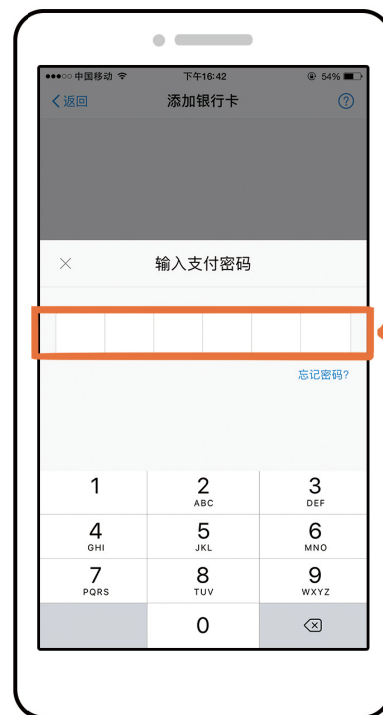 中国移动 下午16:42 54%
返回 添加银行卡 ?
输入支付密码
忘记密码?
1 2 3
ABC DEF
4 5 6
GHI JKL MNO
7 8 9
PQRS TUV WXYZ
0